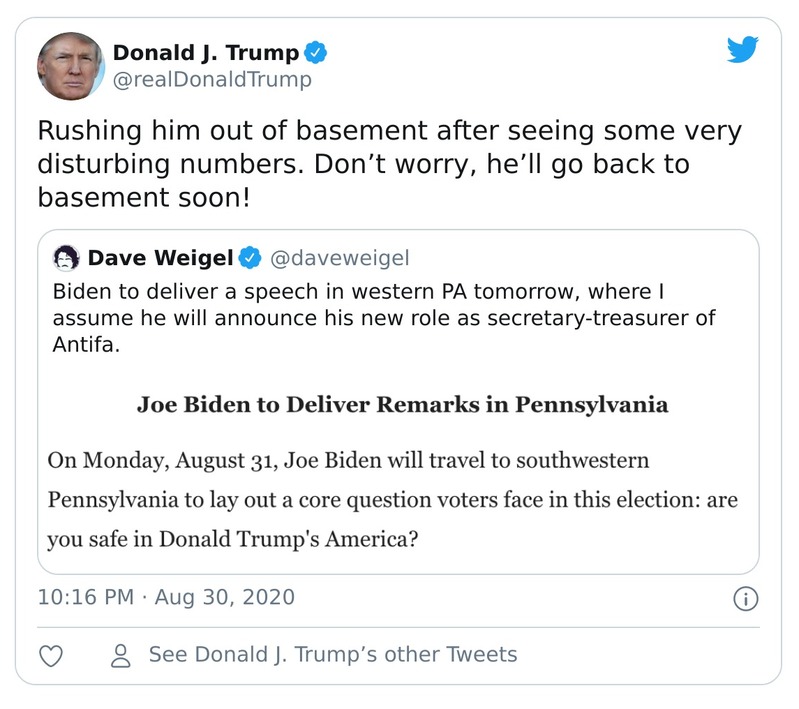 Donald J. Trump
@realDonaldTrump
Rushing him out of basement after seeing some very
disturbing numbers. Don’t worry, he’ll go back to
basement soon!
Dave Weigel @daveweigel
Biden to deliver a speech in western PA tomorrow, where I
assume he will announce his new role as secretary-treasurer of
Antifa.
Joe Biden to Deliver Remarks in Pennsylvania
On Monday, August 31, Joe Biden will travel to southwestern
Pennsylvania to lay out a core question voters face in this election: are
you safe in Donald Trump's America?
10:16 PM · Aug 30, 2020
See Donald J. Trump’s other Tweets